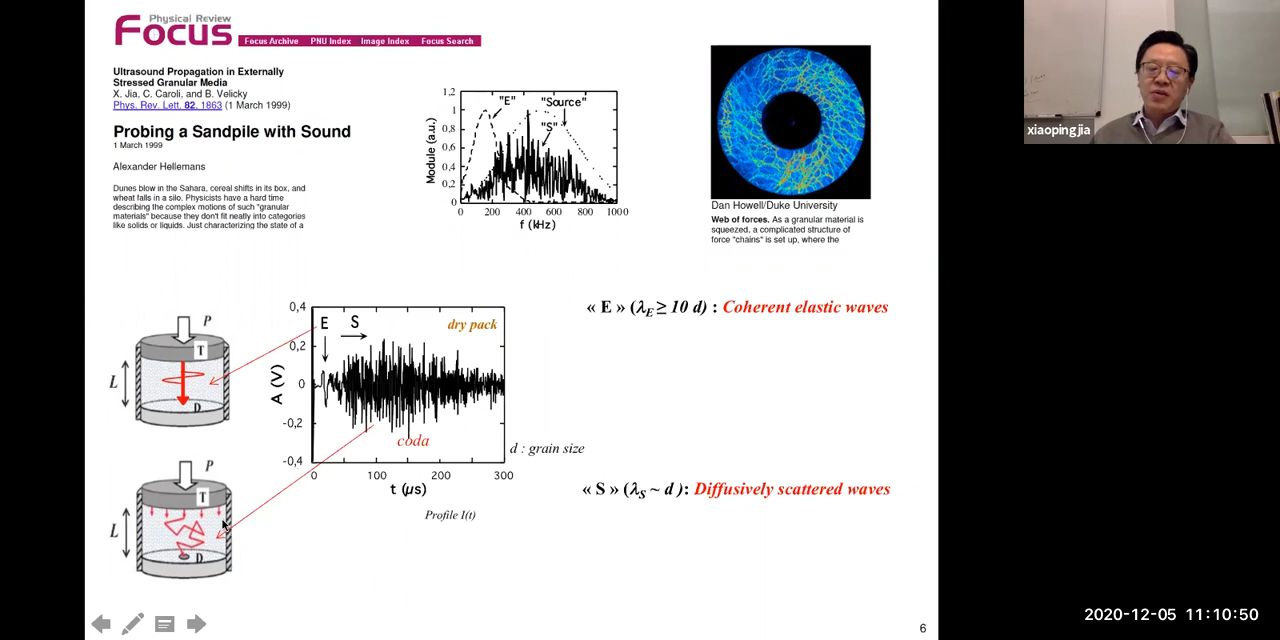 Physical Review
Focus
Focus Archive PNU Index Image Index Focus Search
Ultrasound Propagation in Externally
Stressed Granular Media
X. Jia, C. Caroli, and B. Velicky
Phys. Rev. Lett. 82, 1863 (1 March 1999)
Probing a Sandpile with Sound
1 March 1999
Alexander Hellemans
Dunes blow in the Sahara, cereal shifts in its box, and
wheat falls in a silo. Physicists have a hard time
describing the complex motions of such "granular
materials" because they don't fit neatly into categories
like solids or liquids. Just characterizing the state of a
1,2
1
0,8
0,6
0,4
0,2
0
Module (a.u.)
"E"
"Source"
"S"
0 200 400 600 800 1000
f (kHz)
Dan Howell/Duke University
Web of forces. As a granular material is
squeezed, a complicated structure of
force "chains" is set up, where the
xiaopingjia
P
T
L
D
0,4
0,2
0
-0,2
-0,4
A (V)
E S
dry pack
coda
0 100 200 300
t (µs)
d : grain size
Profile I(t)
« E » (λE ≥ 10 d) : Coherent elastic waves
P
T
L
D
« S » (λS ~ d ): Diffusively scattered waves
6
2020-12-05 11:10:50